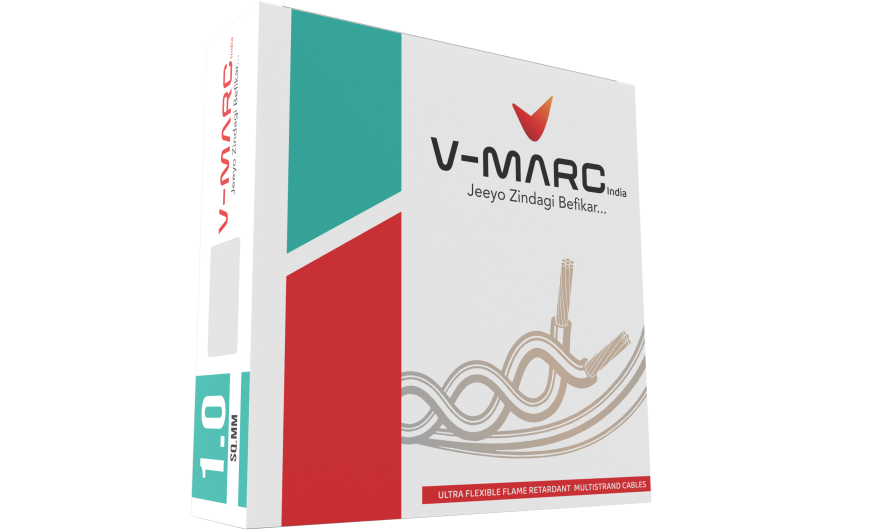 V-MARC India
Jeeyo Zindagi Befikar...
1.0
SQ.MM
V-MARC
India
Jeeyo Zindagi Befikar...
ULTRA FLEXIBLE FLAME RETARDANT MULTISTRAND CABLES